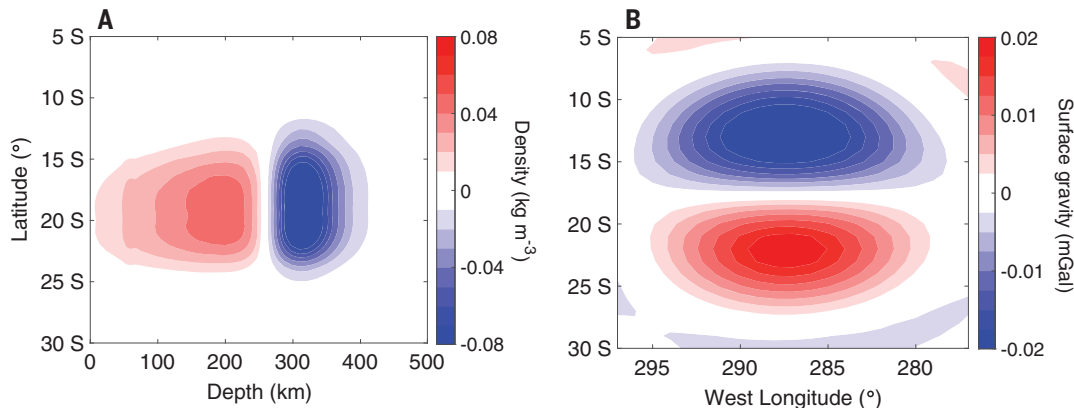 A
5 S
10 S
15 S
20 S
25 S
30 S
Latitude (°)
0
100
200
300
400
500
Depth (km)
0.08
0.04
0
-0.04
-0.08
Density (kg m-3)
B
5 S
10 S
15 S
20 S
25 S
30 S
295
290
285
280
West Longitude (°)
0.02
0.01
0
-0.01
-0.02
Surface gravity (mGal)